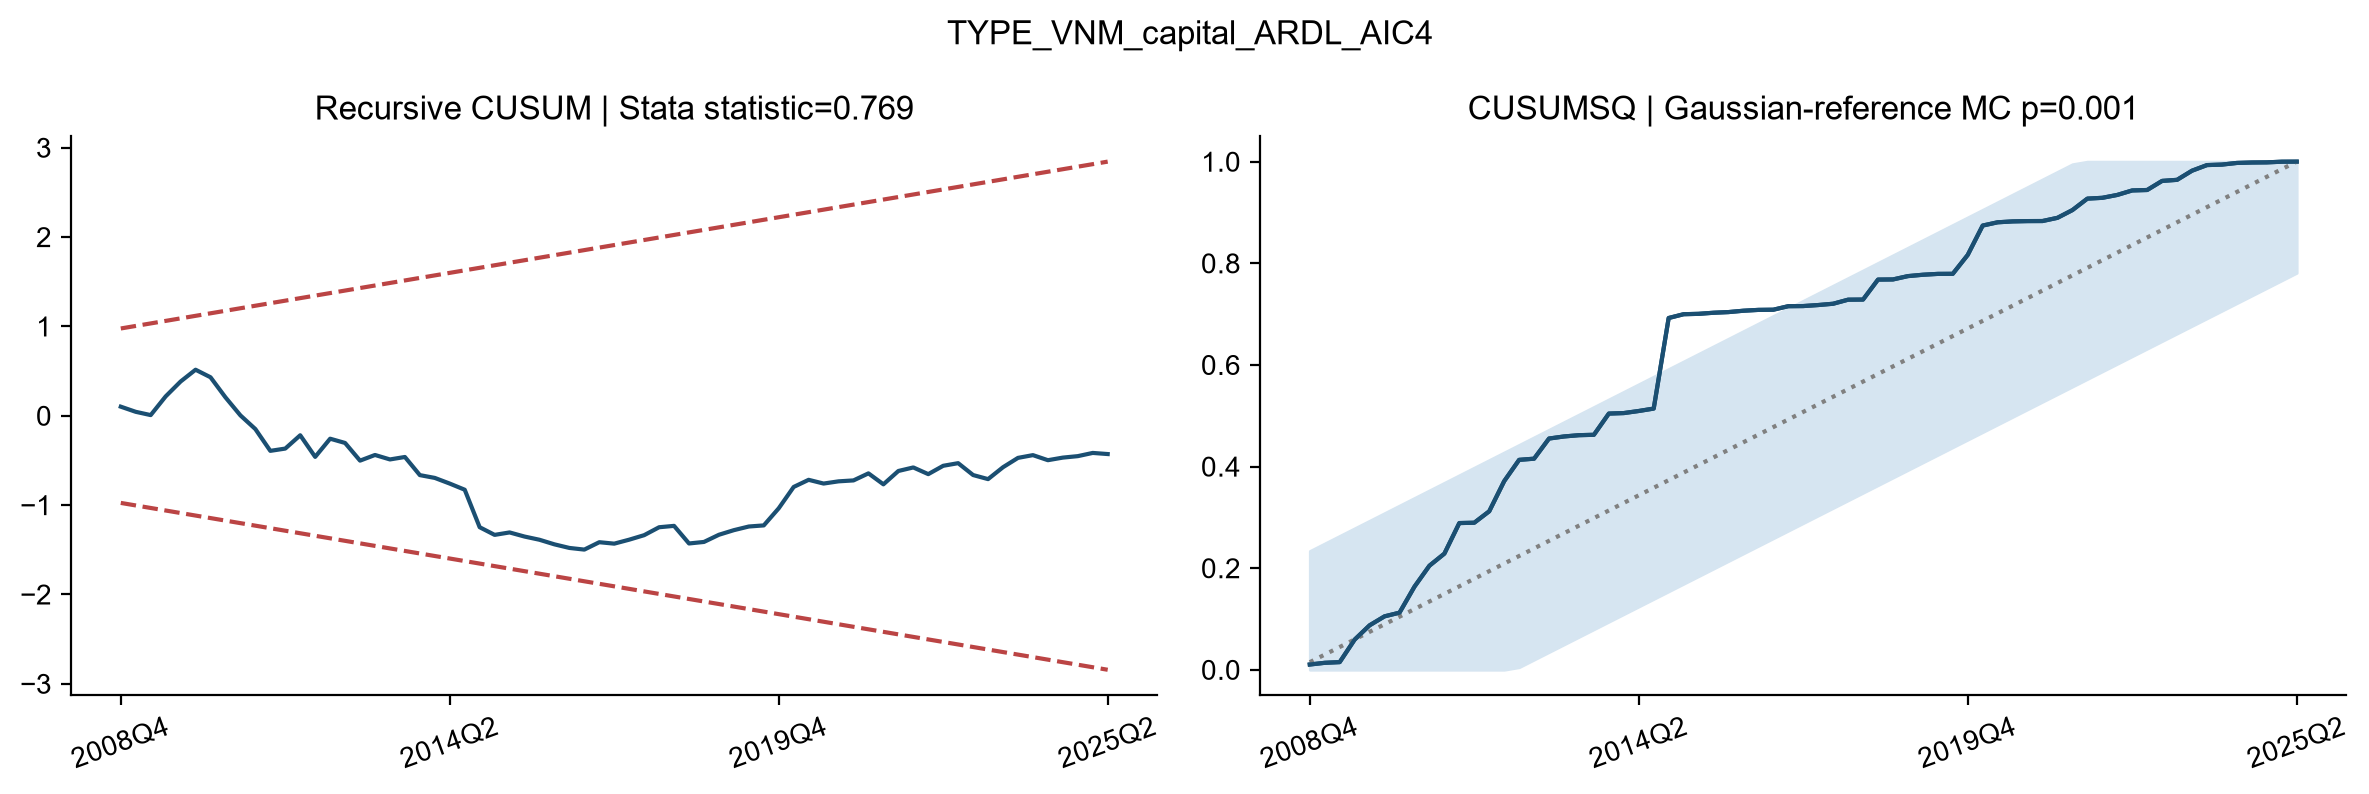 TYPE_VNM_capital_ARDL_AIC4
Recursive CUSUM | Stata statistic=0.769
3
2
1
0
−1
−2
−3
2008Q4
2014Q2
2019Q4
2025Q2
CUSUMSQ | Gaussian-reference MC p=0.001
1.0
0.8
0.6
0.4
0.2
0.0
2008Q4
2014Q2
2019Q4
2025Q2